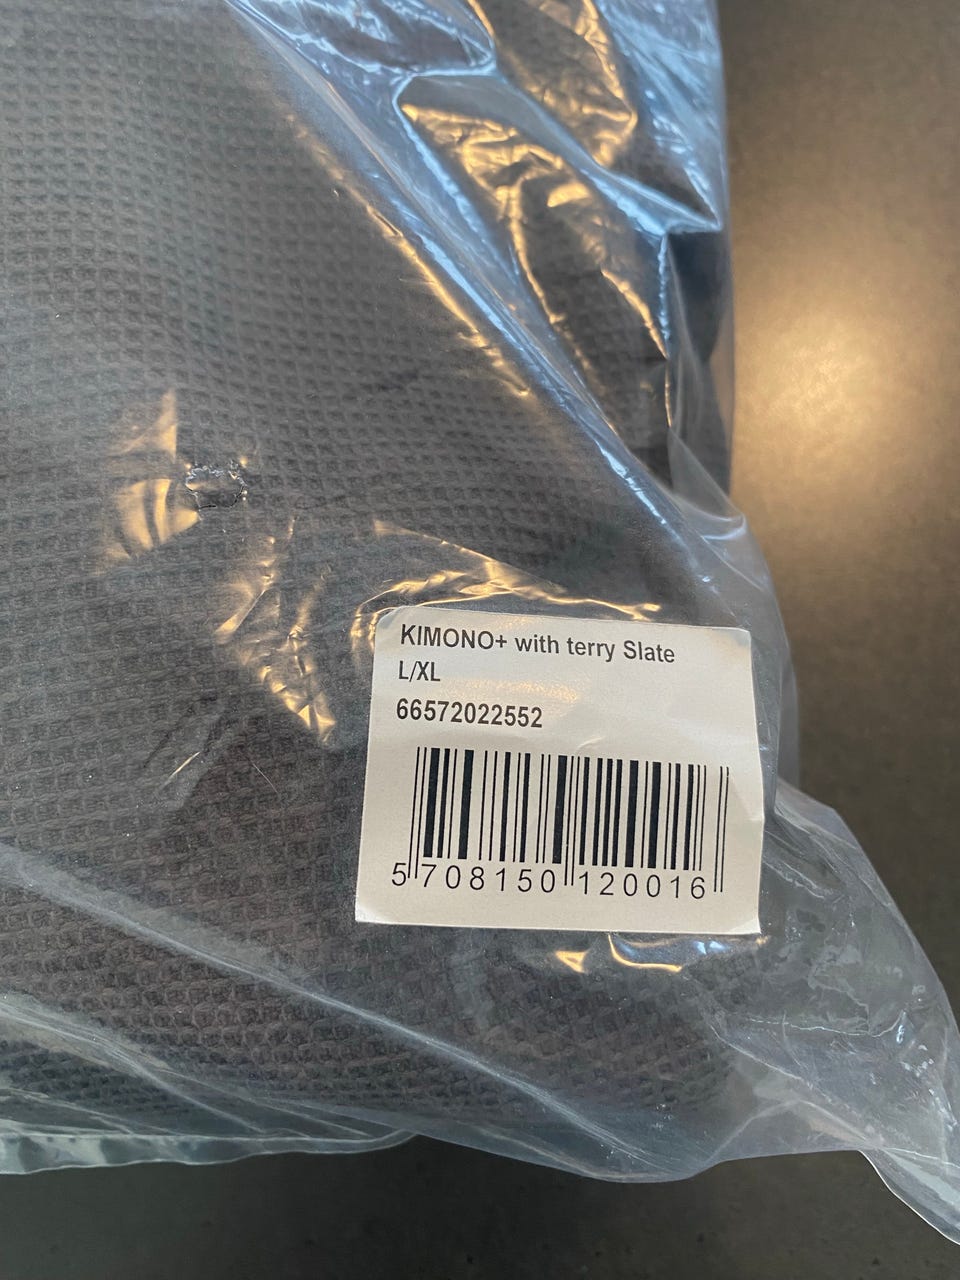 KIMONO+ with terry Slate
L/XL
66572022552
5 708150 120016